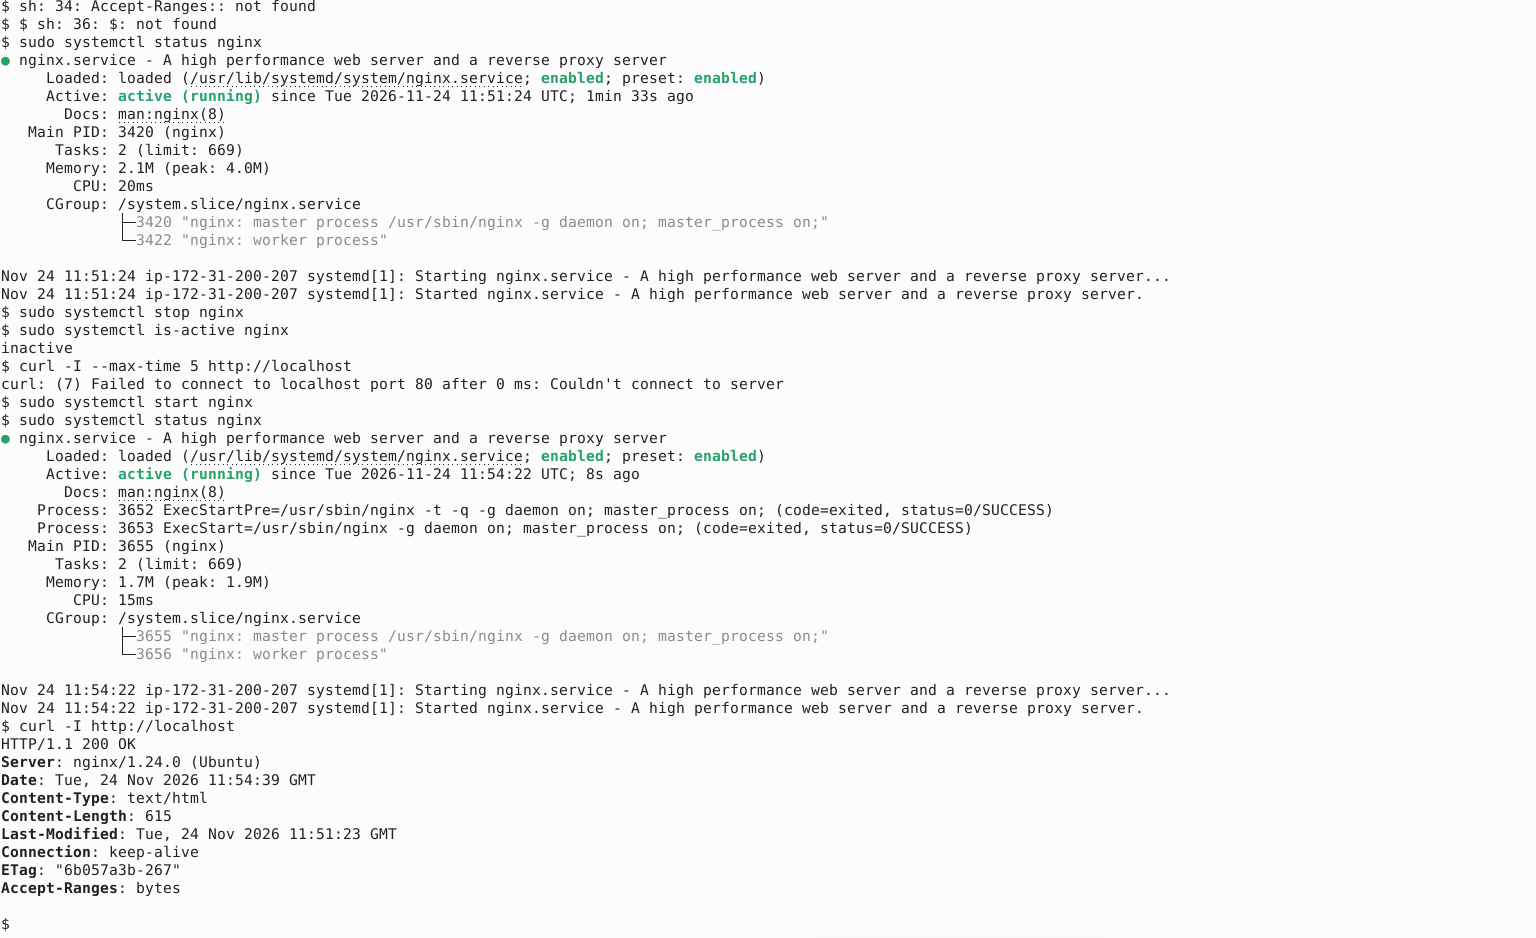 $ sh: 34: Accept-Ranges:: not found
$ $ sh: 36: $: not found
$ sudo systemctl status nginx
● nginx.service - A high performance web server and a reverse proxy server
     Loaded: loaded (/usr/lib/systemd/system/nginx.service; enabled; preset: enabled)
     Active: active (running) since Tue 2026-11-24 11:51:24 UTC; 1min 33s ago
       Docs: man:nginx(8)
   Main PID: 3420 (nginx)
      Tasks: 2 (limit: 669)
     Memory: 2.1M (peak: 4.0M)
        CPU: 20ms
     CGroup: /system.slice/nginx.service
             ├─3420 "nginx: master process /usr/sbin/nginx -g daemon on; master_process on;"
             └─3422 "nginx: worker process"

Nov 24 11:51:24 ip-172-31-200-207 systemd[1]: Starting nginx.service - A high performance web server and a reverse proxy server...
Nov 24 11:51:24 ip-172-31-200-207 systemd[1]: Started nginx.service - A high performance web server and a reverse proxy server.
$ sudo systemctl stop nginx
$ sudo systemctl is-active nginx
inactive
$ curl -I --max-time 5 http://localhost
curl: (7) Failed to connect to localhost port 80 after 0 ms: Couldn't connect to server
$ sudo systemctl start nginx
$ sudo systemctl status nginx
● nginx.service - A high performance web server and a reverse proxy server
     Loaded: loaded (/usr/lib/systemd/system/nginx.service; enabled; preset: enabled)
     Active: active (running) since Tue 2026-11-24 11:54:22 UTC; 8s ago
       Docs: man:nginx(8)
    Process: 3652 ExecStartPre=/usr/sbin/nginx -t -q -g daemon on; master_process on; (code=exited, status=0/SUCCESS)
    Process: 3653 ExecStart=/usr/sbin/nginx -g daemon on; master_process on; (code=exited, status=0/SUCCESS)
   Main PID: 3655 (nginx)
      Tasks: 2 (limit: 669)
     Memory: 1.7M (peak: 1.9M)
        CPU: 15ms
     CGroup: /system.slice/nginx.service
             ├─3655 "nginx: master process /usr/sbin/nginx -g daemon on; master_process on;"
             └─3656 "nginx: worker process"

Nov 24 11:54:22 ip-172-31-200-207 systemd[1]: Starting nginx.service - A high performance web server and a reverse proxy server...
Nov 24 11:54:22 ip-172-31-200-207 systemd[1]: Started nginx.service - A high performance web server and a reverse proxy server.
$ curl -I http://localhost
HTTP/1.1 200 OK
Server: nginx/1.24.0 (Ubuntu)
Date: Tue, 24 Nov 2026 11:54:39 GMT
Content-Type: text/html
Content-Length: 615
Last-Modified: Tue, 24 Nov 2026 11:51:23 GMT
Connection: keep-alive
ETag: "6b057a3b-267"
Accept-Ranges: bytes

$